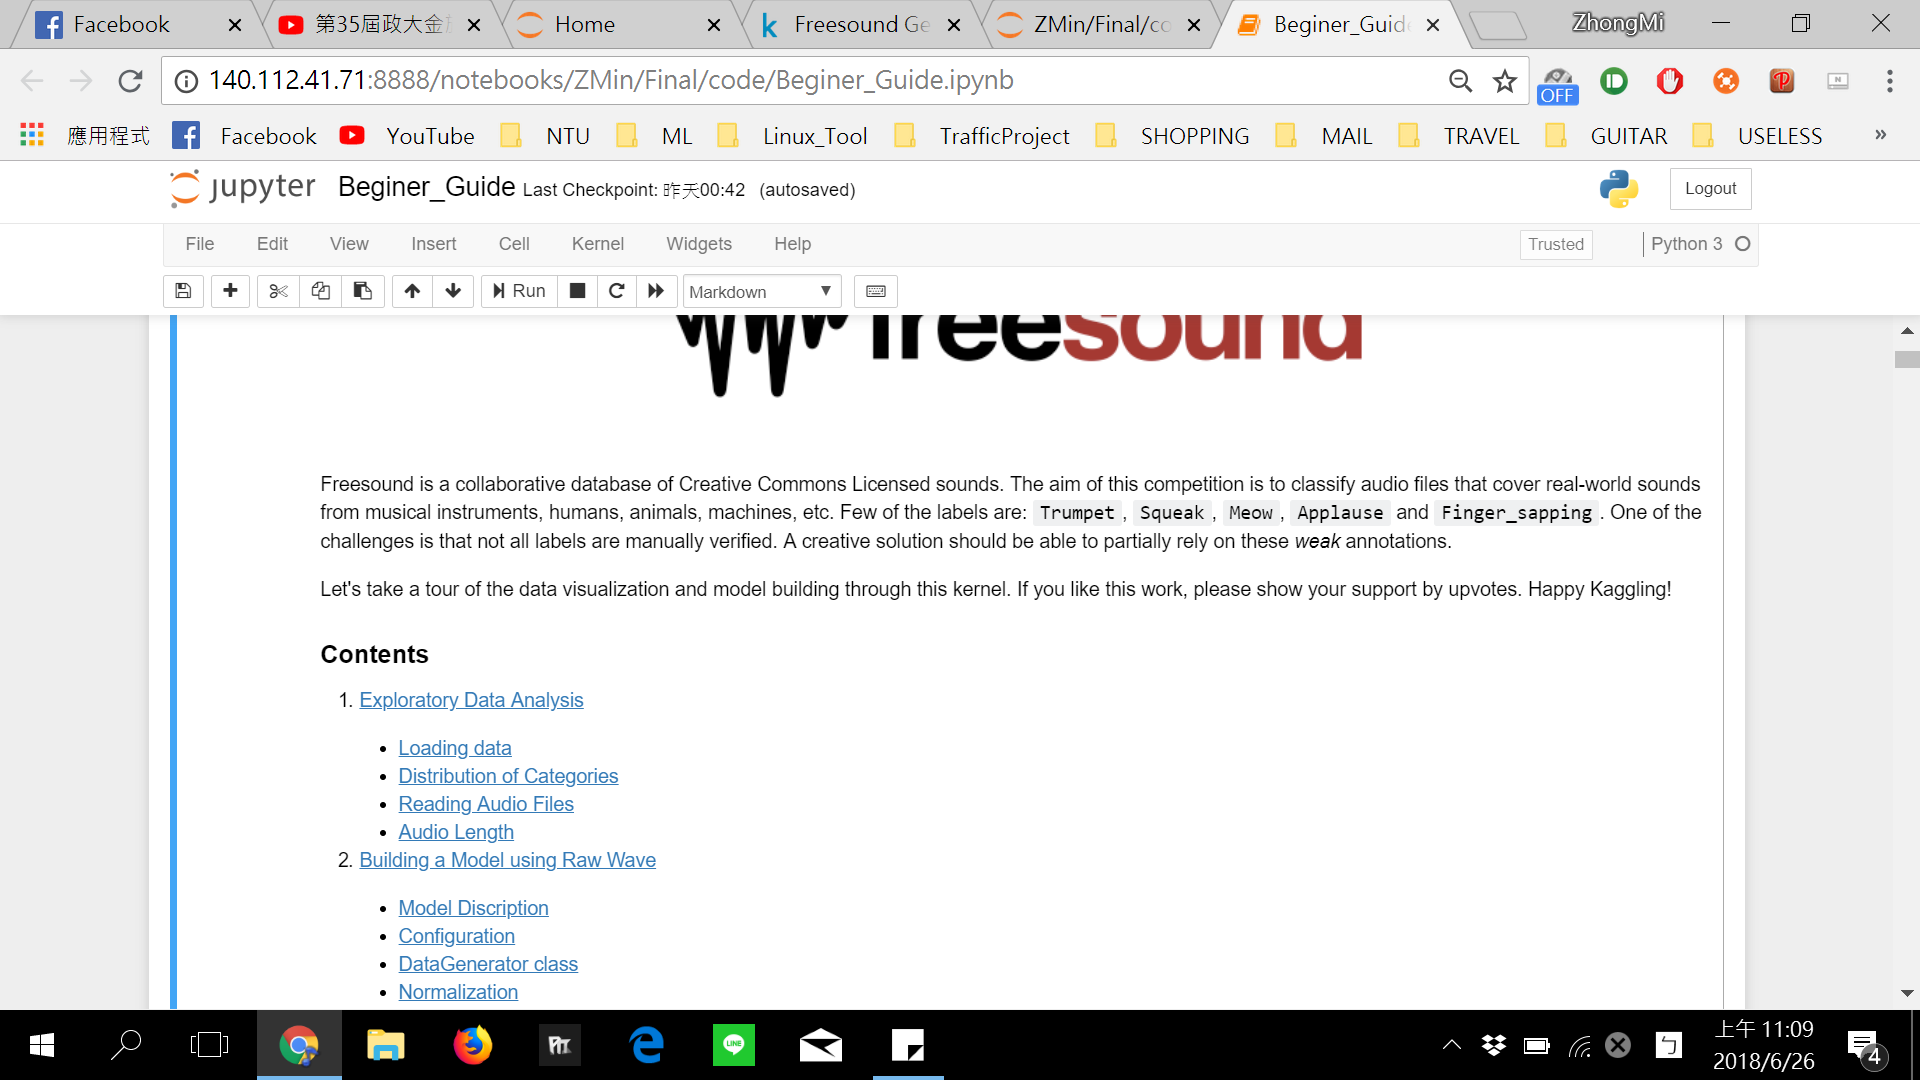 Facebook
第35屆政大金
Home
Freesound Ge
ZMin/Final/co
Beginer_Guide
ZhongMi
140.112.41.71:8888/notebooks/ZMin/Final/code/Beginer_Guide.ipynb
OFF
應用程式 Facebook YouTube NTU ML Linux_Tool TrafficProject SHOPPING MAIL TRAVEL GUITAR USELESS »
jupyter Beginer_Guide Last Checkpoint: 昨天00:42 (autosaved)
Logout
File Edit View Insert Cell Kernel Widgets Help
Trusted
Python 3
Run
Markdown
freesound
Freesound is a collaborative database of Creative Commons Licensed sounds. The aim of this competition is to classify audio files that cover real-world sounds
from musical instruments, humans, animals, machines, etc. Few of the labels are: Trumpet, Squeak, Meow, Applause and Finger_sapping. One of the
challenges is that not all labels are manually verified. A creative solution should be able to partially rely on these weak annotations.
Let's take a tour of the data visualization and model building through this kernel. If you like this work, please show your support by upvotes. Happy Kaggling!
Contents
1. Exploratory Data Analysis
• Loading data
• Distribution of Categories
• Reading Audio Files
• Audio Length
2. Building a Model using Raw Wave
• Model Discription
• Configuration
• DataGenerator class
• Normalization
LINE
ㄅ
上午 11:09
2018/6/26
4